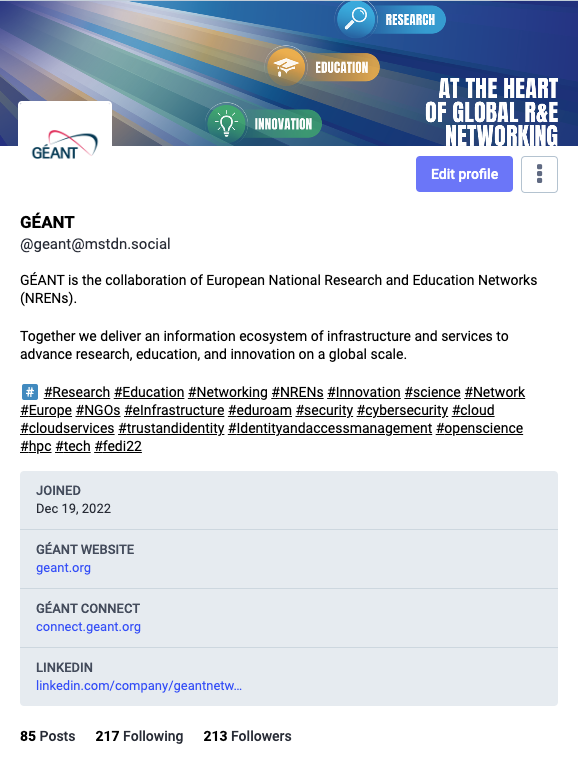 RESEARCH
EDUCATION
INNOVATION
AT THE HEART
OF GLOBAL R&E
NETWORKING
GÉANT
Edit profile
GÉANT
@geant@mstdn.social
GÉANT is the collaboration of European National Research and Education Networks
(NRENs).
Together we deliver an information ecosystem of infrastructure and services to
advance research, education, and innovation on a global scale.
#️⃣ #Research #Education #Networking #NRENs #Innovation #science #Network
#Europe #NGOs #eInfrastructure #eduroam #security #cybersecurity #cloud
#cloudservices #trustandidentity #Identityandaccessmanagement #openscience
#hpc #tech #fedi22
JOINED
Dec 19, 2022
GÉANT WEBSITE
geant.org
GÉANT CONNECT
connect.geant.org
LINKEDIN
linkedin.com/company/geantnetw…
85 Posts 217 Following 213 Followers